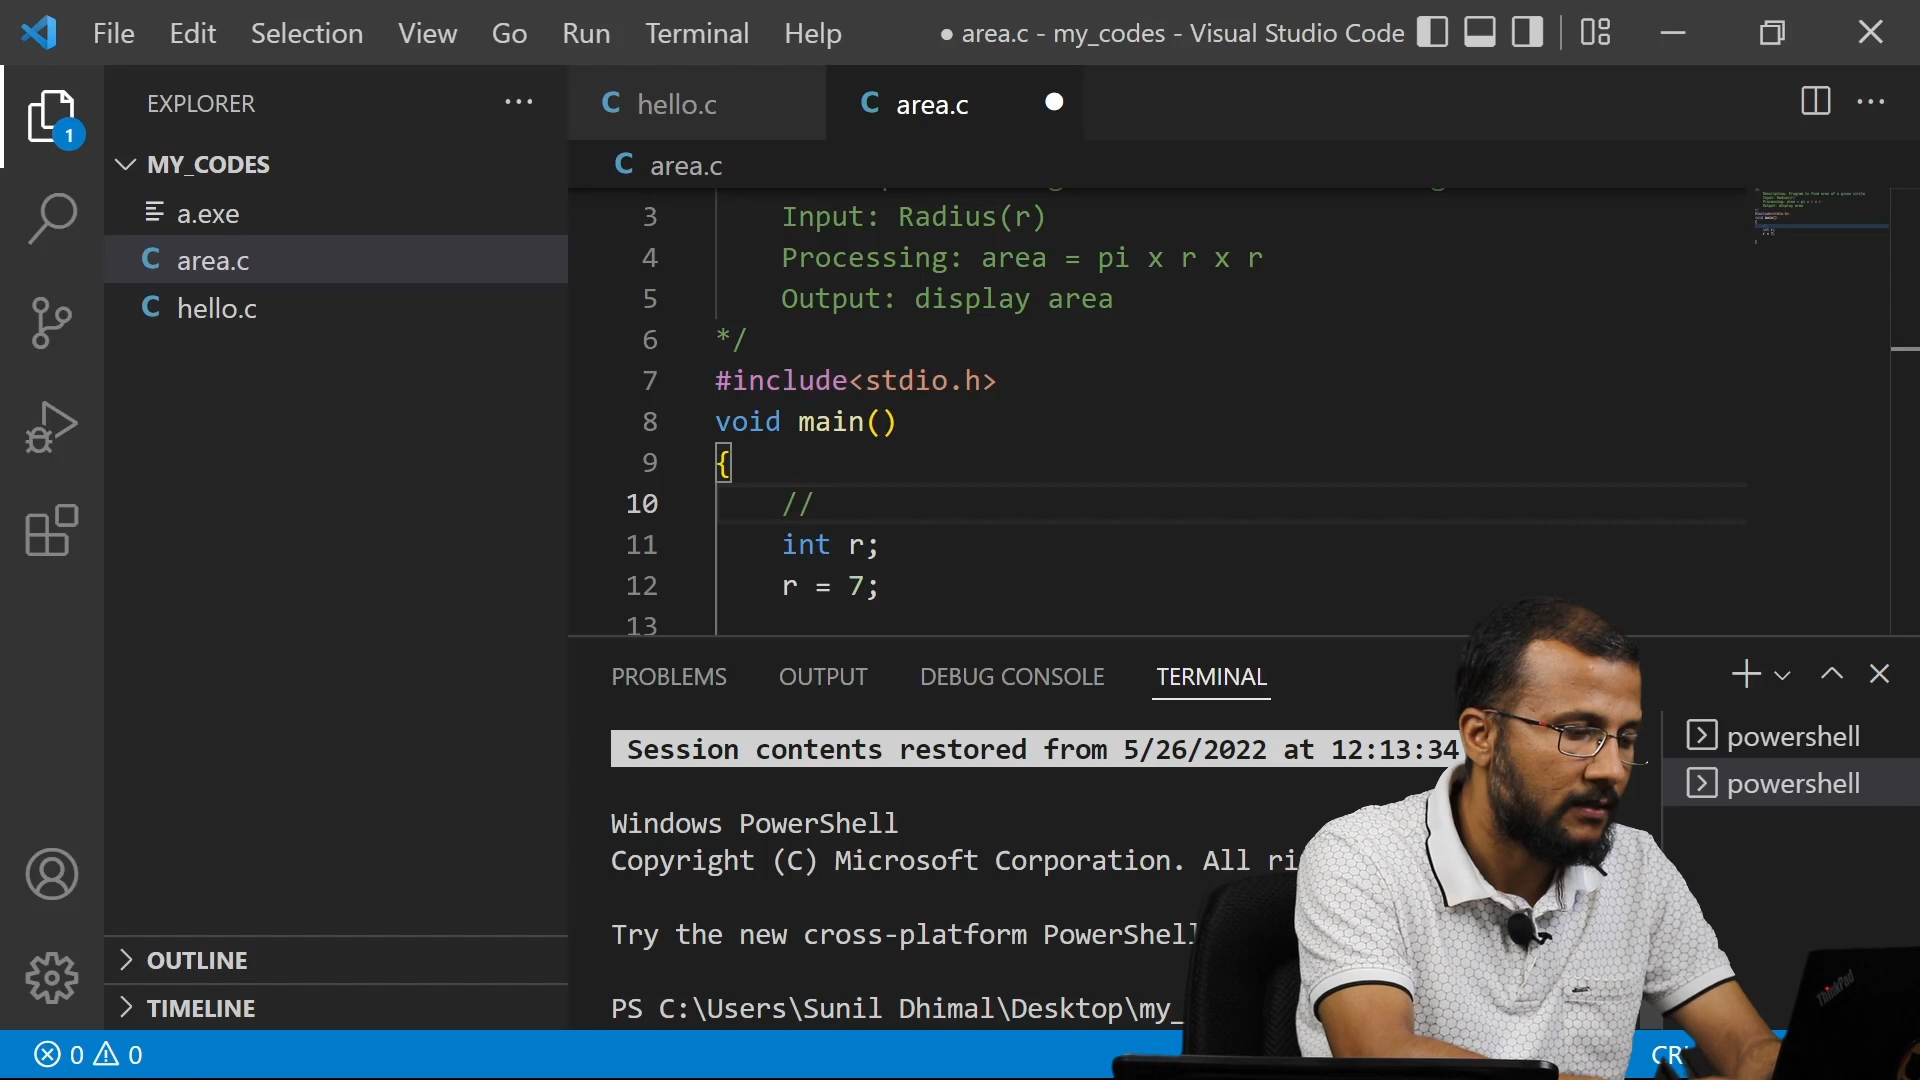 File Edit Selection View Go Run Terminal Help
● area.c - my_codes - Visual Studio Code
EXPLORER
1
MY_CODES
a.exe
C area.c
C hello.c
OUTLINE
TIMELINE
C hello.c
C area.c
C area.c
3 Input: Radius(r)
4 Processing: area = pi x r x r
5 Output: display area
6 */
7 #include<stdio.h>
8 void main()
9 {
10 //
11 int r;
12 r = 7;
13
PROBLEMS OUTPUT DEBUG CONSOLE TERMINAL
Session contents restored from 5/26/2022 at 12:13:34
Windows PowerShell
Copyright (C) Microsoft Corporation. All ri
Try the new cross-platform PowerShell
PS C:\Users\Sunil Dhimal\Desktop\my_
powershell
powershell
ThinkPad
0 0
CR